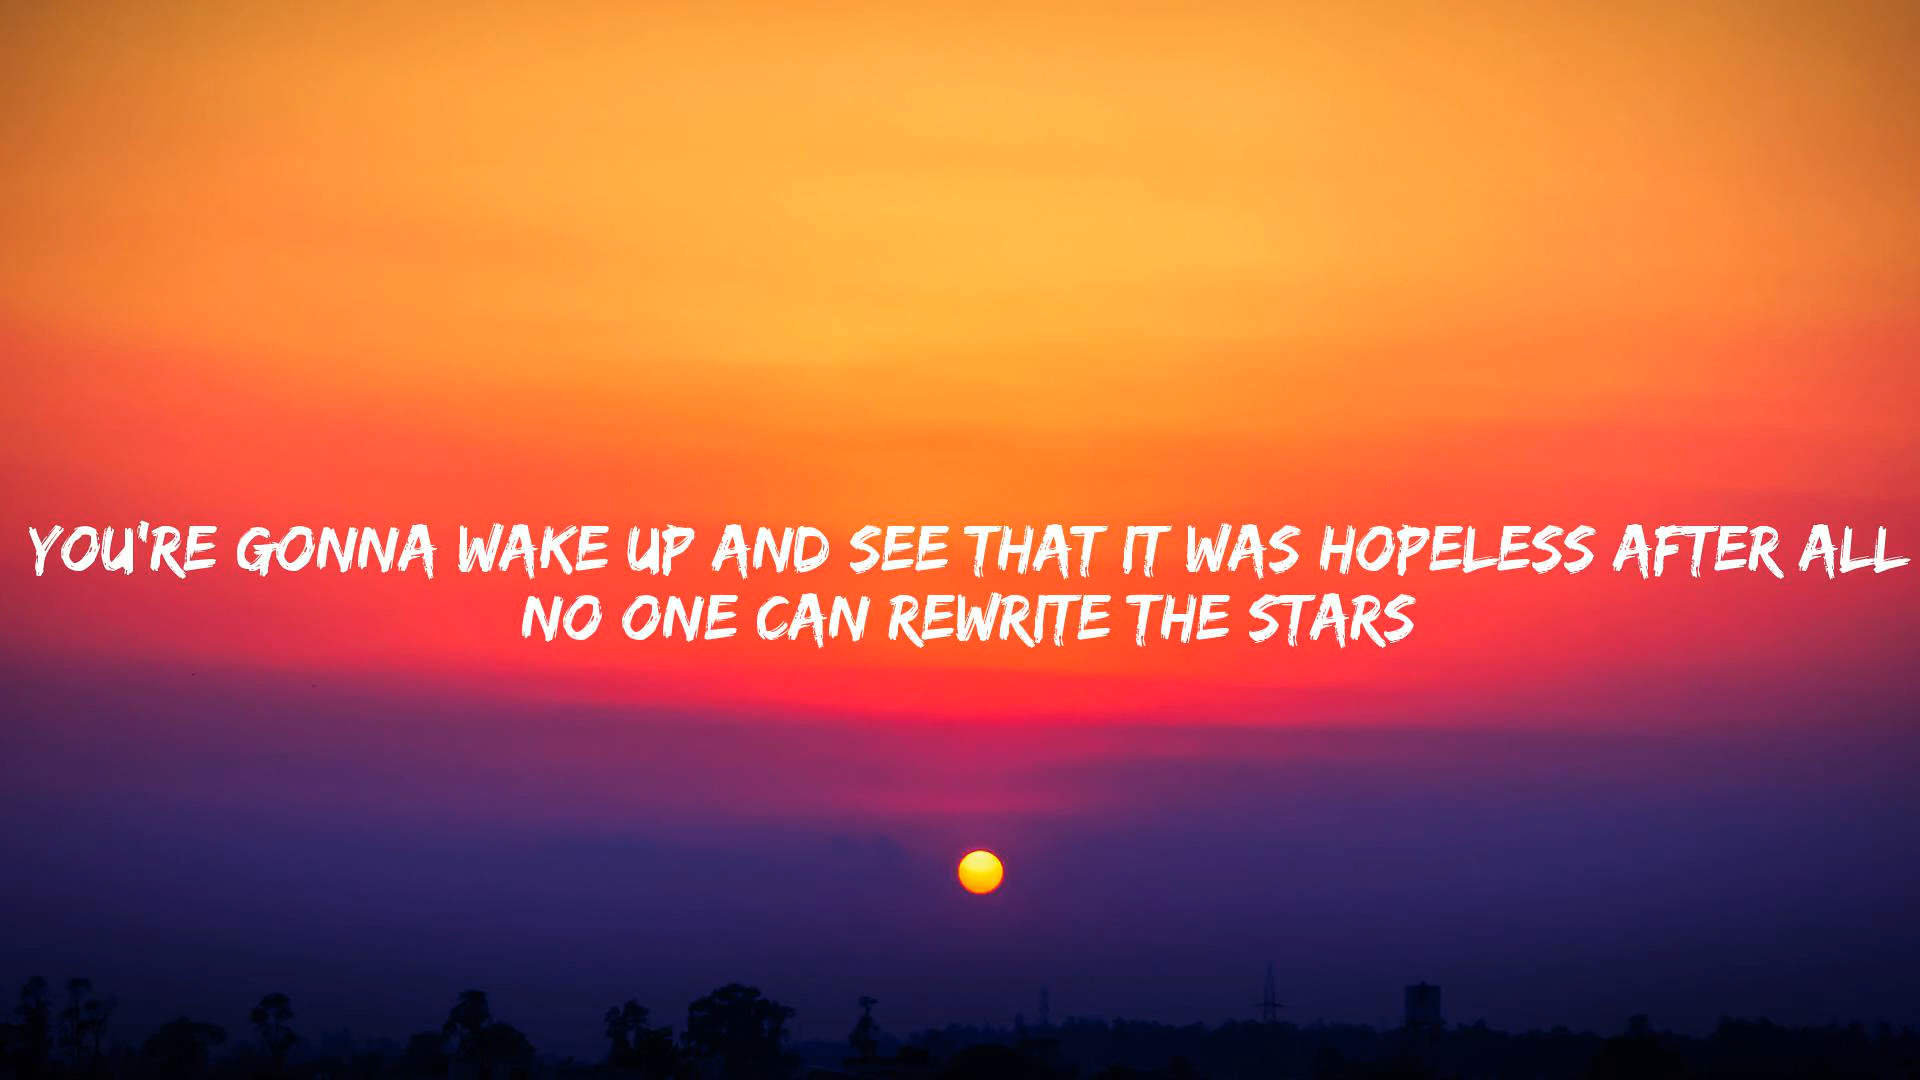 YOU'RE GONNA WAKE UP AND SEE THAT IT WAS HOPELESS AFTER ALL
NO ONE CAN REWRITE THE STARS